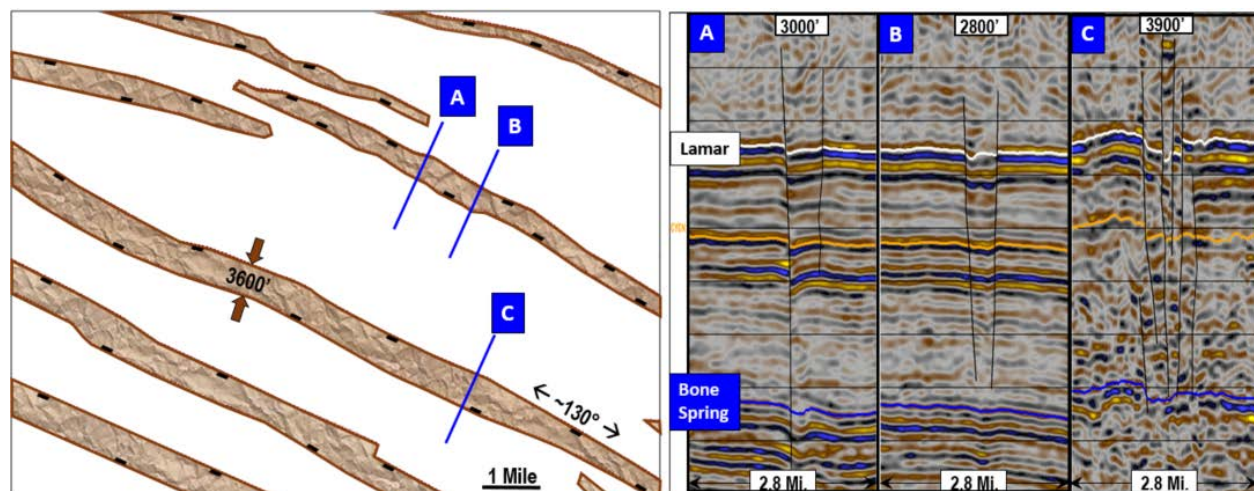 A
B
3600’
C
~130°
1 Mile
A
3000’
B
2800’
C
3900’
Lamar
Bone
Spring
2.8 Mi.
2.8 Mi.
2.8 Mi.